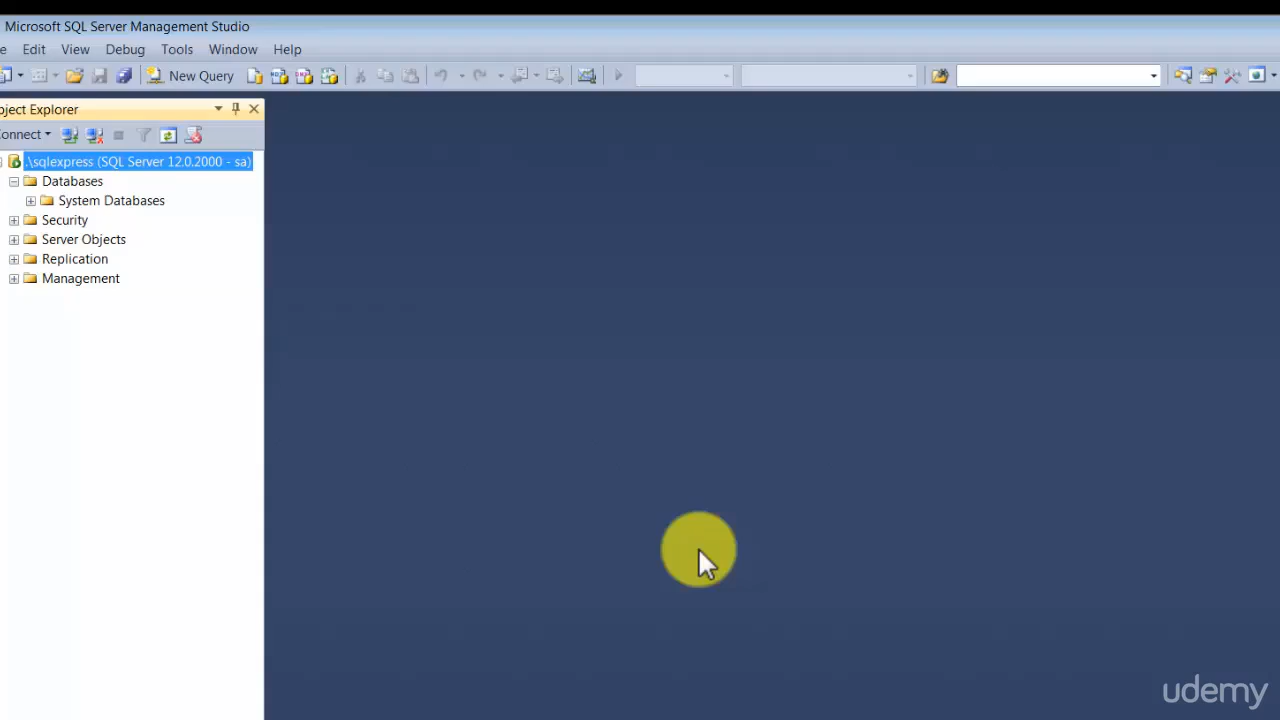 Microsoft SQL Server Management Studio
e Edit View Debug Tools Window Help
New Query
bject Explorer
onnect
.\sqlexpress (SQL Server 12.0.2000 - sa)
Databases
System Databases
Security
Server Objects
Replication
Management
udemy